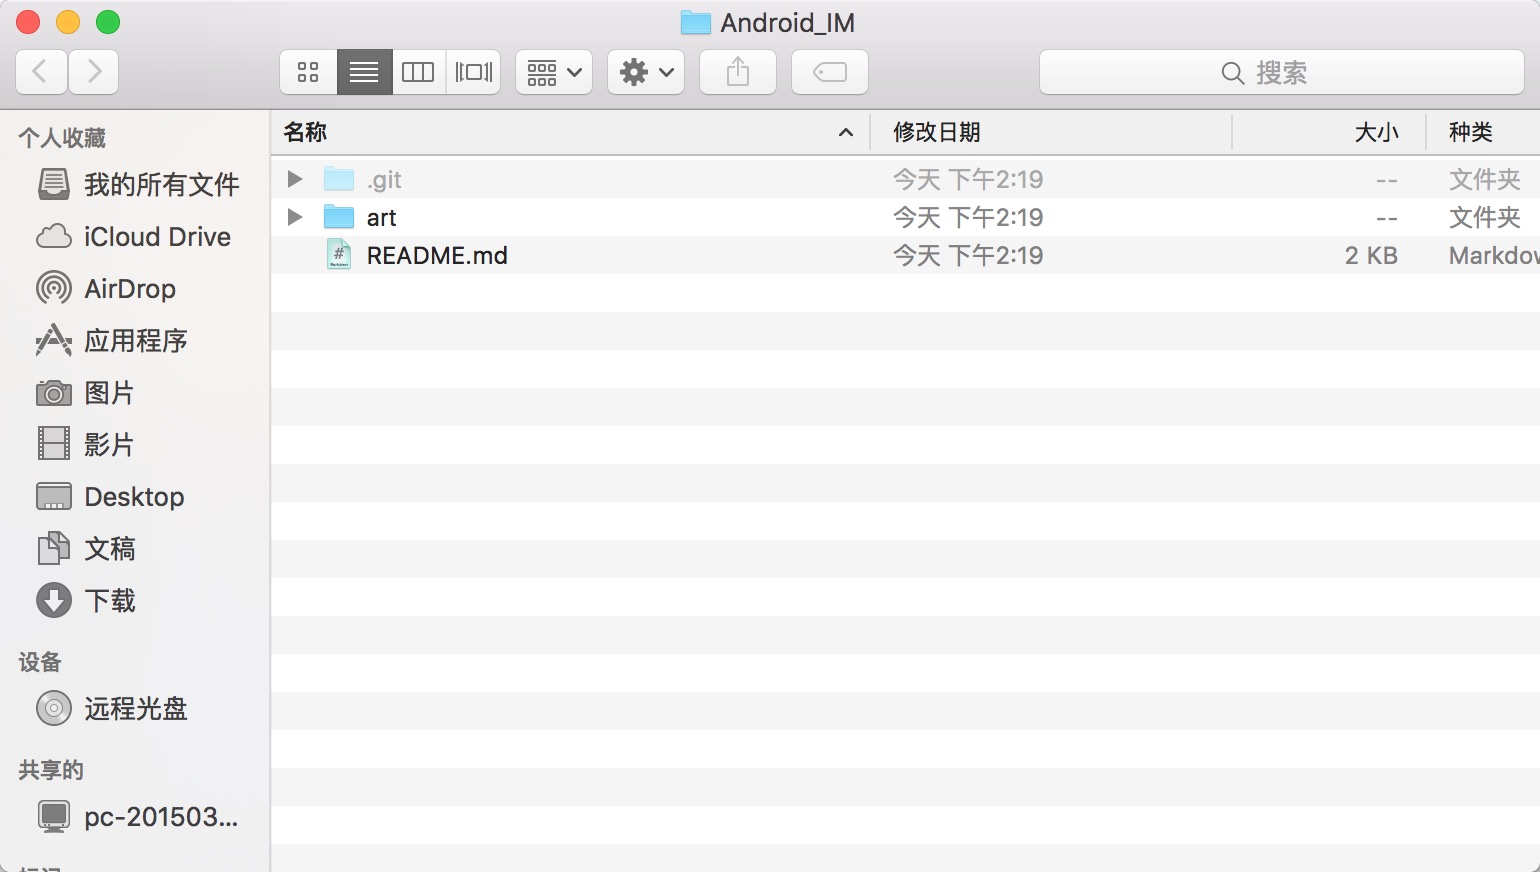 Android_IM
搜索
个人收藏
我的所有文件
iCloud Drive
AirDrop
应用程序
图片
影片
Desktop
文稿
下载
设备
远程光盘
共享的
pc-201503...
名称 修改日期 大小 种类
.git 今天 下午2:19 -- 文件夹
art 今天 下午2:19 -- 文件夹
README.md 今天 下午2:19 2 KB Markdow